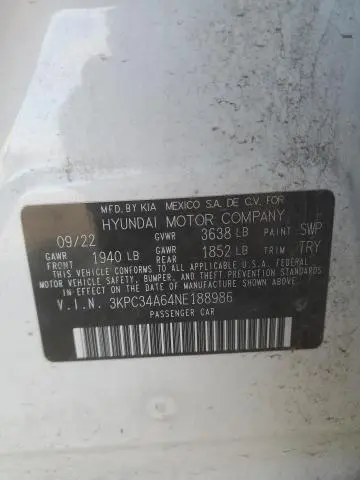 MFD. BY KIA MEXICO S.A. DE C.V. FOR
HYUNDAI MOTOR COMPANY
09/22 GVWR 3638 LB PAINT SWP
GAWR FRONT 1940 LB GAWR REAR 1852 LB TRIM TRY
THIS VEHICLE CONFORMS TO ALL APPLICABLE U.S.A. FEDERAL
MOTOR VEHICLE SAFETY, BUMPER, AND THEFT PREVENTION STANDARDS
IN EFFECT ON THE DATE OF MANUFACTURE SHOWN ABOVE.
V.I.N. 3KPC34A64NE188986
PASSENGER CAR